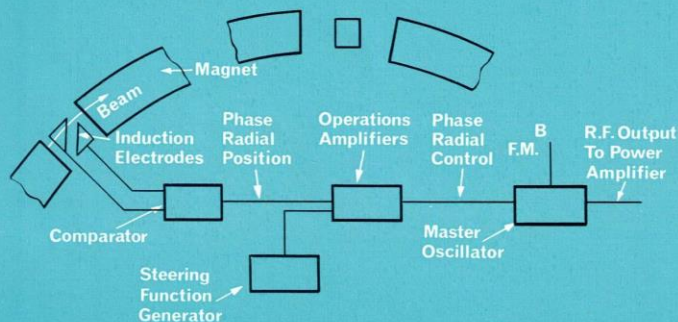 Magnet
Beam
Induction
Electrodes
Phase
Radial
Position
Operations
Amplifiers
Phase
Radial
Control
B
F.M.
R.F. Output
To Power
Amplifier
Comparator
Master
Oscillator
Steering
Function
Generator